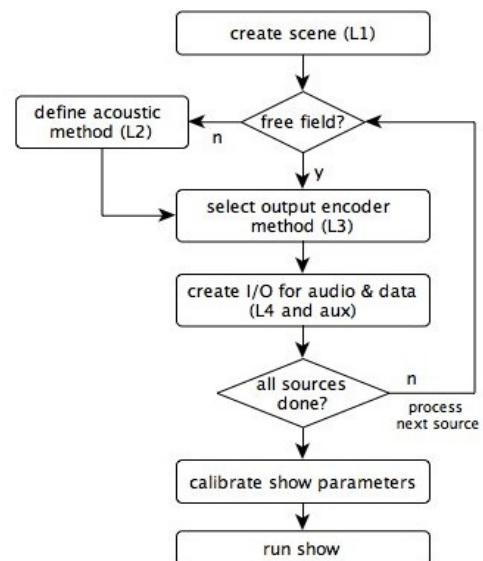 create scene (L1)
free field?
n
define acoustic
method (L2)
y
select output encoder
method (L3)
create I/O for audio & data
(L4 and aux)
all sources
done?
n
process
next source
calibrate show parameters
run show